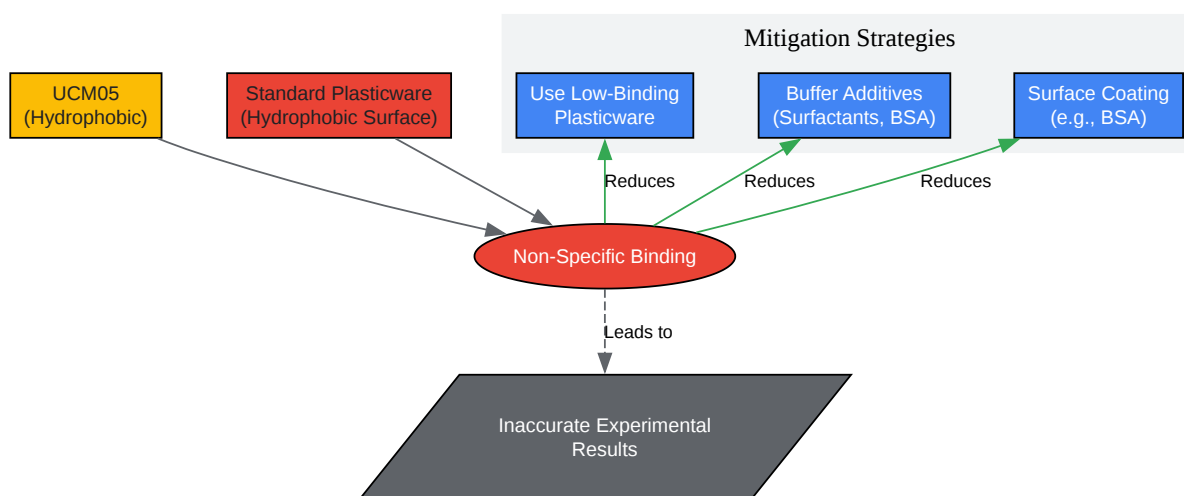 Mitigation Strategies
UCM05
(Hydrophobic)
Standard Plasticware
(Hydrophobic Surface)
Use Low-Binding
Plasticware
Buffer Additives
(Surfactants, BSA)
Surface Coating
(e.g., BSA)
Reduces
Reduces
Reduces
Non-Specific Binding
Leads to
Inaccurate Experimental
Results